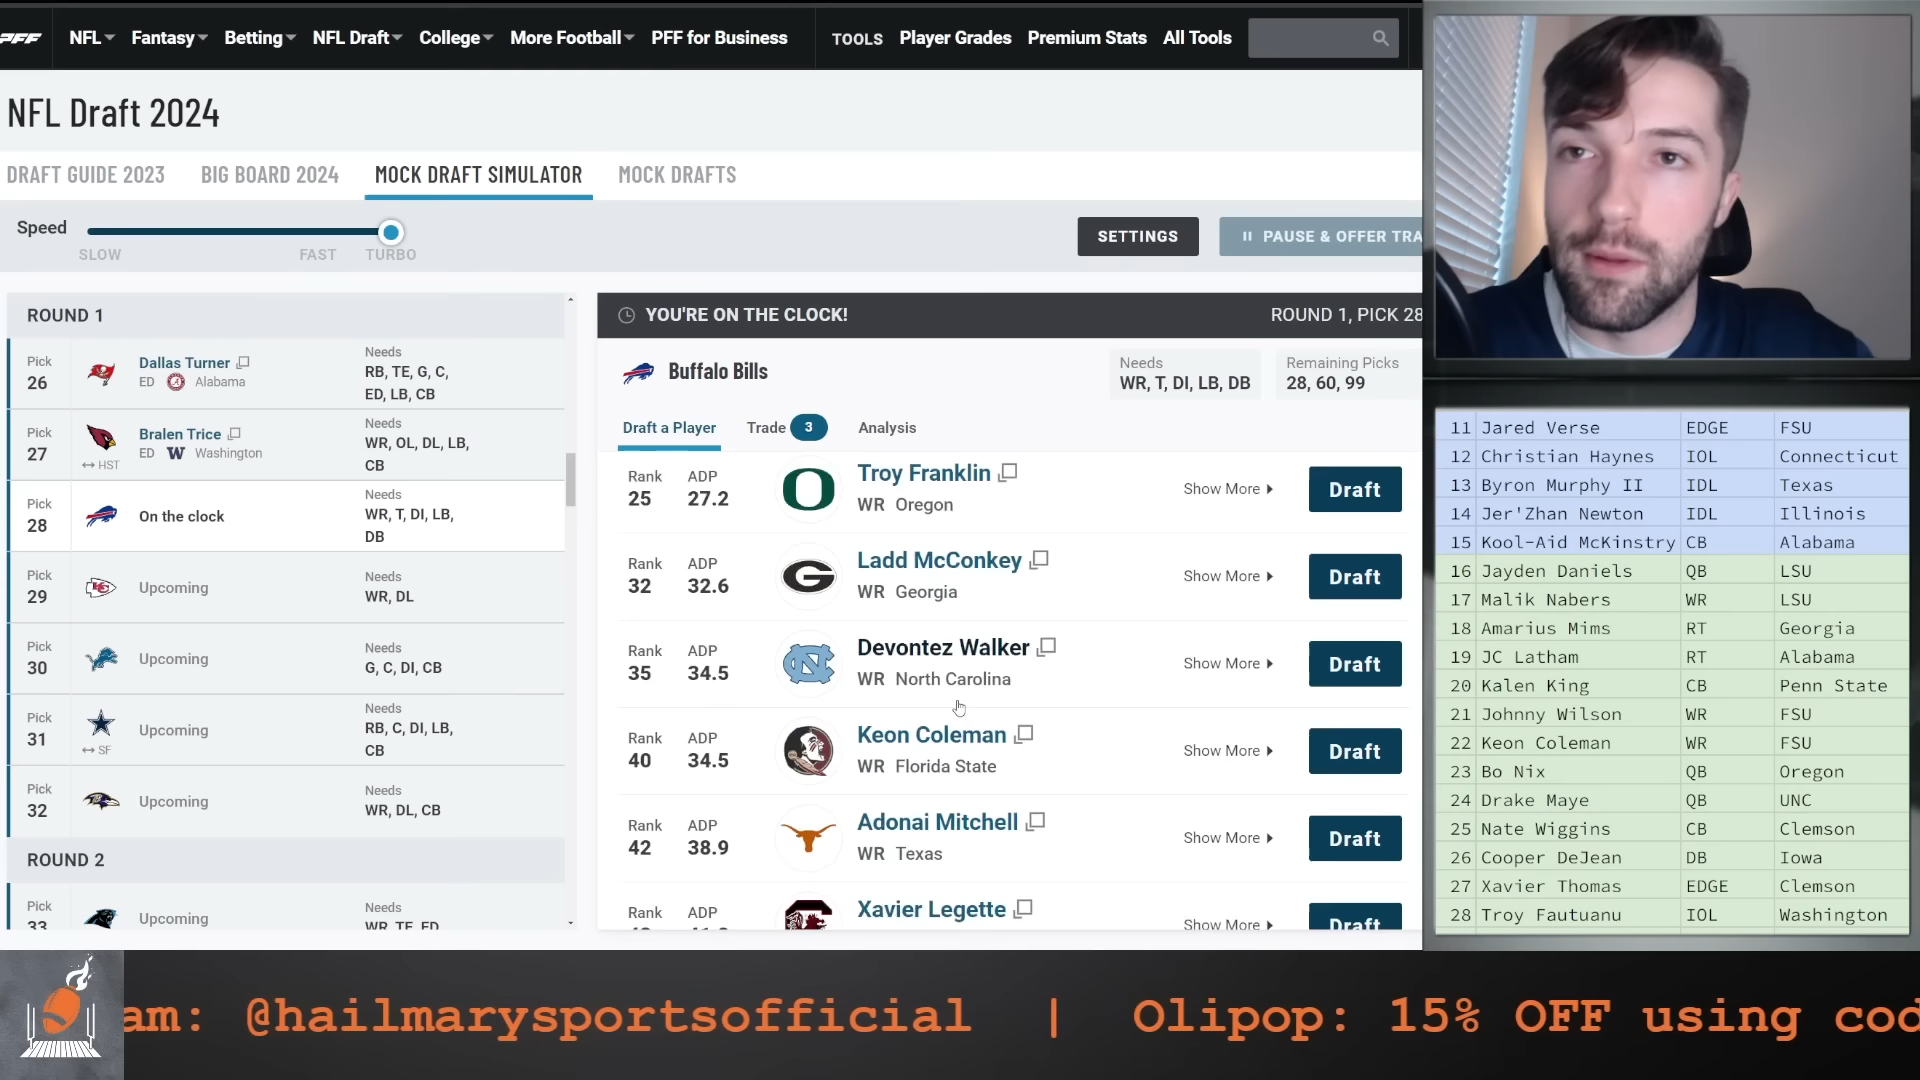 PFF NFL Fantasy Betting NFL Draft College More Football PFF for Business TOOLS Player Grades Premium Stats All Tools
NFL Draft 2024
DRAFT GUIDE 2023 BIG BOARD 2024 MOCK DRAFT SIMULATOR MOCK DRAFTS
Speed
SLOW FAST TURBO
SETTINGS
PAUSE & OFFER TRA
ROUND 1
Pick 26
Dallas Turner
ED Alabama
Needs
RB, TE, G, C,
ED, LB, CB
Pick 27
↔ HST
Bralen Trice
ED W Washington
Needs
WR, OL, DL, LB,
CB
Pick 28
On the clock
Needs
WR, T, DI, LB,
DB
Pick 29
KC
Upcoming
Needs
WR, DL
Pick 30
Upcoming
Needs
G, C, DI, CB
Pick 31
↔ SF
Upcoming
Needs
RB, C, DI, LB,
CB
Pick 32
Upcoming
Needs
WR, DL, CB
ROUND 2
Pick 33
Upcoming
Needs
WR, TE, ED
YOU'RE ON THE CLOCK!
ROUND 1, PICK 28
Buffalo Bills
Needs
WR, T, DI, LB, DB
Remaining Picks
28, 60, 99
Draft a Player Trade 3 Analysis
Rank 25 ADP 27.2
Troy Franklin
WR Oregon
Show More Draft
Rank 32 ADP 32.6
G
Ladd McConkey
WR Georgia
Show More Draft
Rank 35 ADP 34.5
NC
Devontez Walker
WR North Carolina
Show More Draft
Rank 40 ADP 34.5
Keon Coleman
WR Florida State
Show More Draft
Rank 42 ADP 38.9
Adonai Mitchell
WR Texas
Show More Draft
Rank ADP
Xavier Legette
Show More Draft
11 Jared Verse EDGE FSU
12 Christian Haynes IOL Connecticut
13 Byron Murphy II IDL Texas
14 Jer'Zhan Newton IDL Illinois
15 Kool-Aid McKinstry CB Alabama
16 Jayden Daniels QB LSU
17 Malik Nabers WR LSU
18 Amarius Mims RT Georgia
19 JC Latham RT Alabama
20 Kalen King CB Penn State
21 Johnny Wilson WR FSU
22 Keon Coleman WR FSU
23 Bo Nix QB Oregon
24 Drake Maye QB UNC
25 Nate Wiggins CB Clemson
26 Cooper DeJean DB Iowa
27 Xavier Thomas EDGE Clemson
28 Troy Fautuanu IOL Washington
am: @hailmarysportsofficial | Olipop: 15% OFF using cod